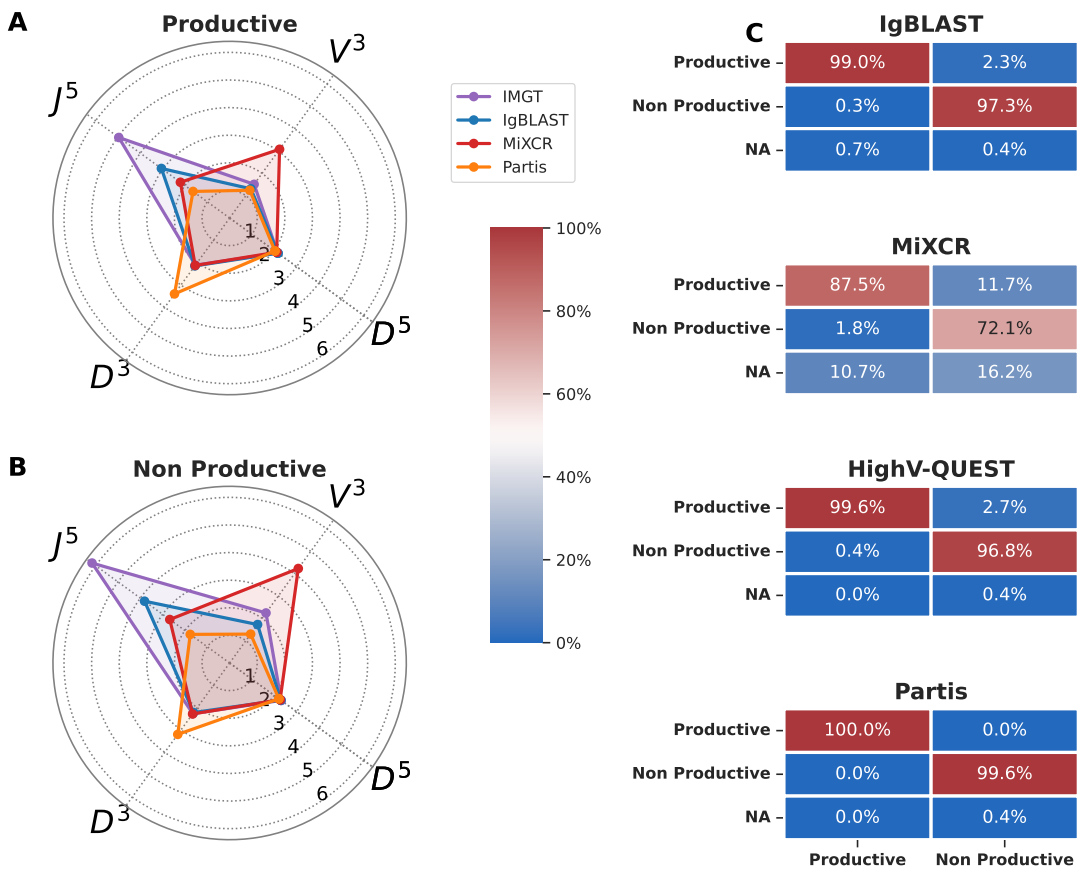 A
Productive
V³
J⁵
D³
D⁵
1
2
3
4
5
6
IMGT
IgBLAST
MiXCR
Partis
B
Non Productive
V³
J⁵
D³
D⁵
1
2
3
4
5
6
100%
80%
60%
40%
20%
0%
C
IgBLAST
Productive 99.0% 2.3%
Non Productive 0.3% 97.3%
NA 0.7% 0.4%
MiXCR
Productive 87.5% 11.7%
Non Productive 1.8% 72.1%
NA 10.7% 16.2%
HighV-QUEST
Productive 99.6% 2.7%
Non Productive 0.4% 96.8%
NA 0.0% 0.4%
Partis
Productive 100.0% 0.0%
Non Productive 0.0% 99.6%
NA 0.0% 0.4%
Productive Non Productive